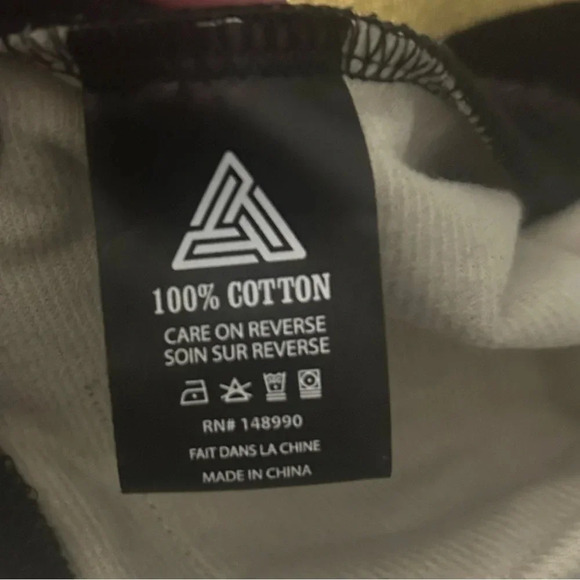 100% COTTON
CARE ON REVERSE
SOIN SUR REVERSE
RN# 148990
FAIT DANS LA CHINE
MADE IN CHINA